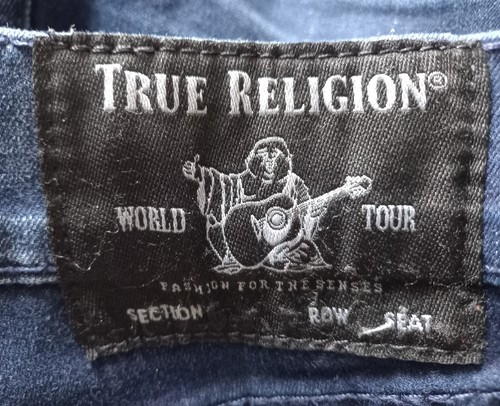 TRUE RELIGION®
WORLD TOUR
FASHION FOR THE SENSES
SECTION ROW SEAT